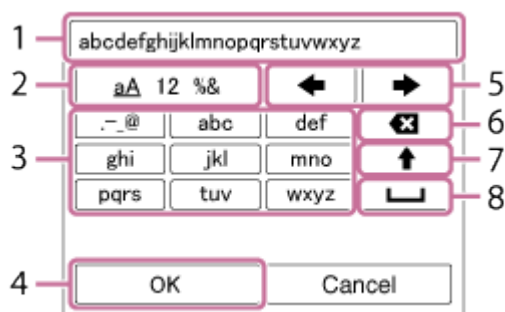 1 abcdefghijklmnopqrstuvwxyz
2 aA 12 %& 5
.-_@ abc def 6
3 ghi jkl mno 7
pqrs tuv wxyz 8
4 OK Cancel